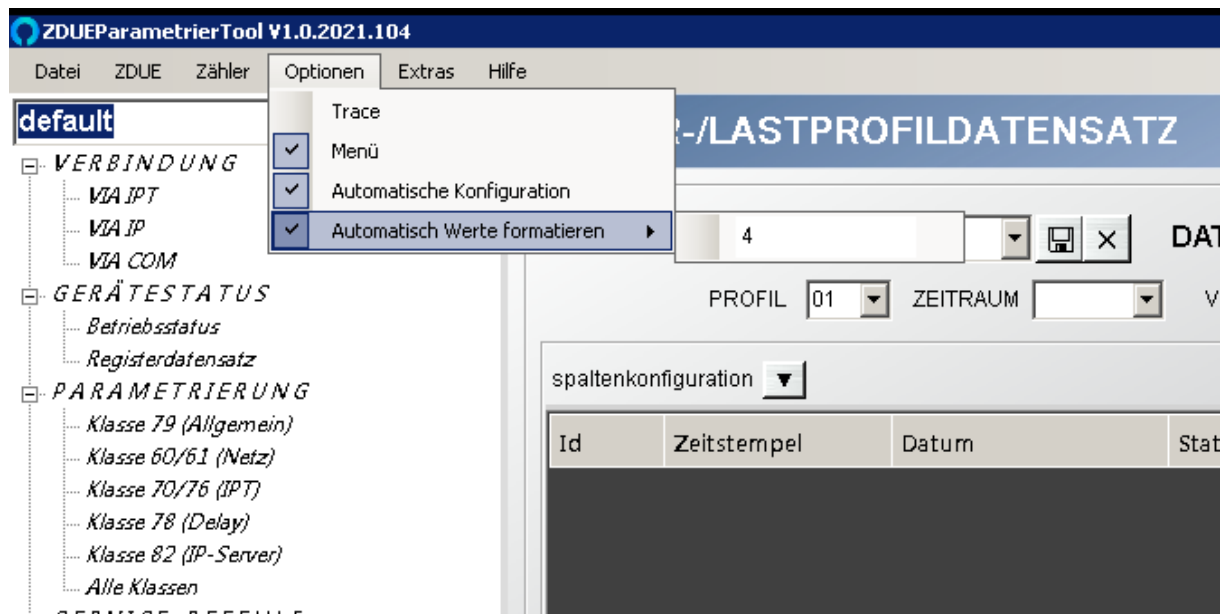 ZDUEParametrierTool V1.0.2021.104
Datei ZDUE Zähler Optionen Extras Hilfe
default
VERBINDUNG
VIA IPT
VIA IP
VIA COM
GERÄTESTATUS
Betriebsstatus
Registerdatensatz
PARAMETRIERUNG
Klasse 79 (Allgemein)
Klasse 60/61 (Netz)
Klasse 70/76 (IPT)
Klasse 78 (Delay)
Klasse 82 (IP-Server)
Alle Klassen
Trace
Menü
Automatische Konfiguration
Automatisch Werte formatieren
4
-/LASTPROFILDATENSATZ
DAT
PROFIL 01 ZEITRAUM V
spaltenkonfiguration
Id Zeitstempel Datum Stat